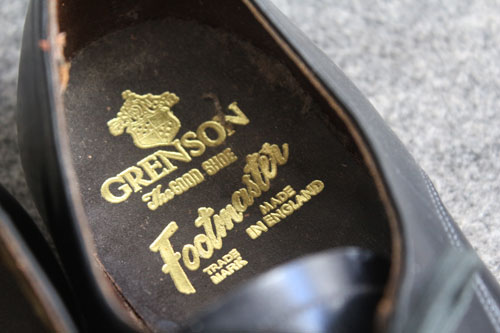 GRENSON
The GOOD SHOE
Footmaster
TRADE MARK
MADE IN ENGLAND